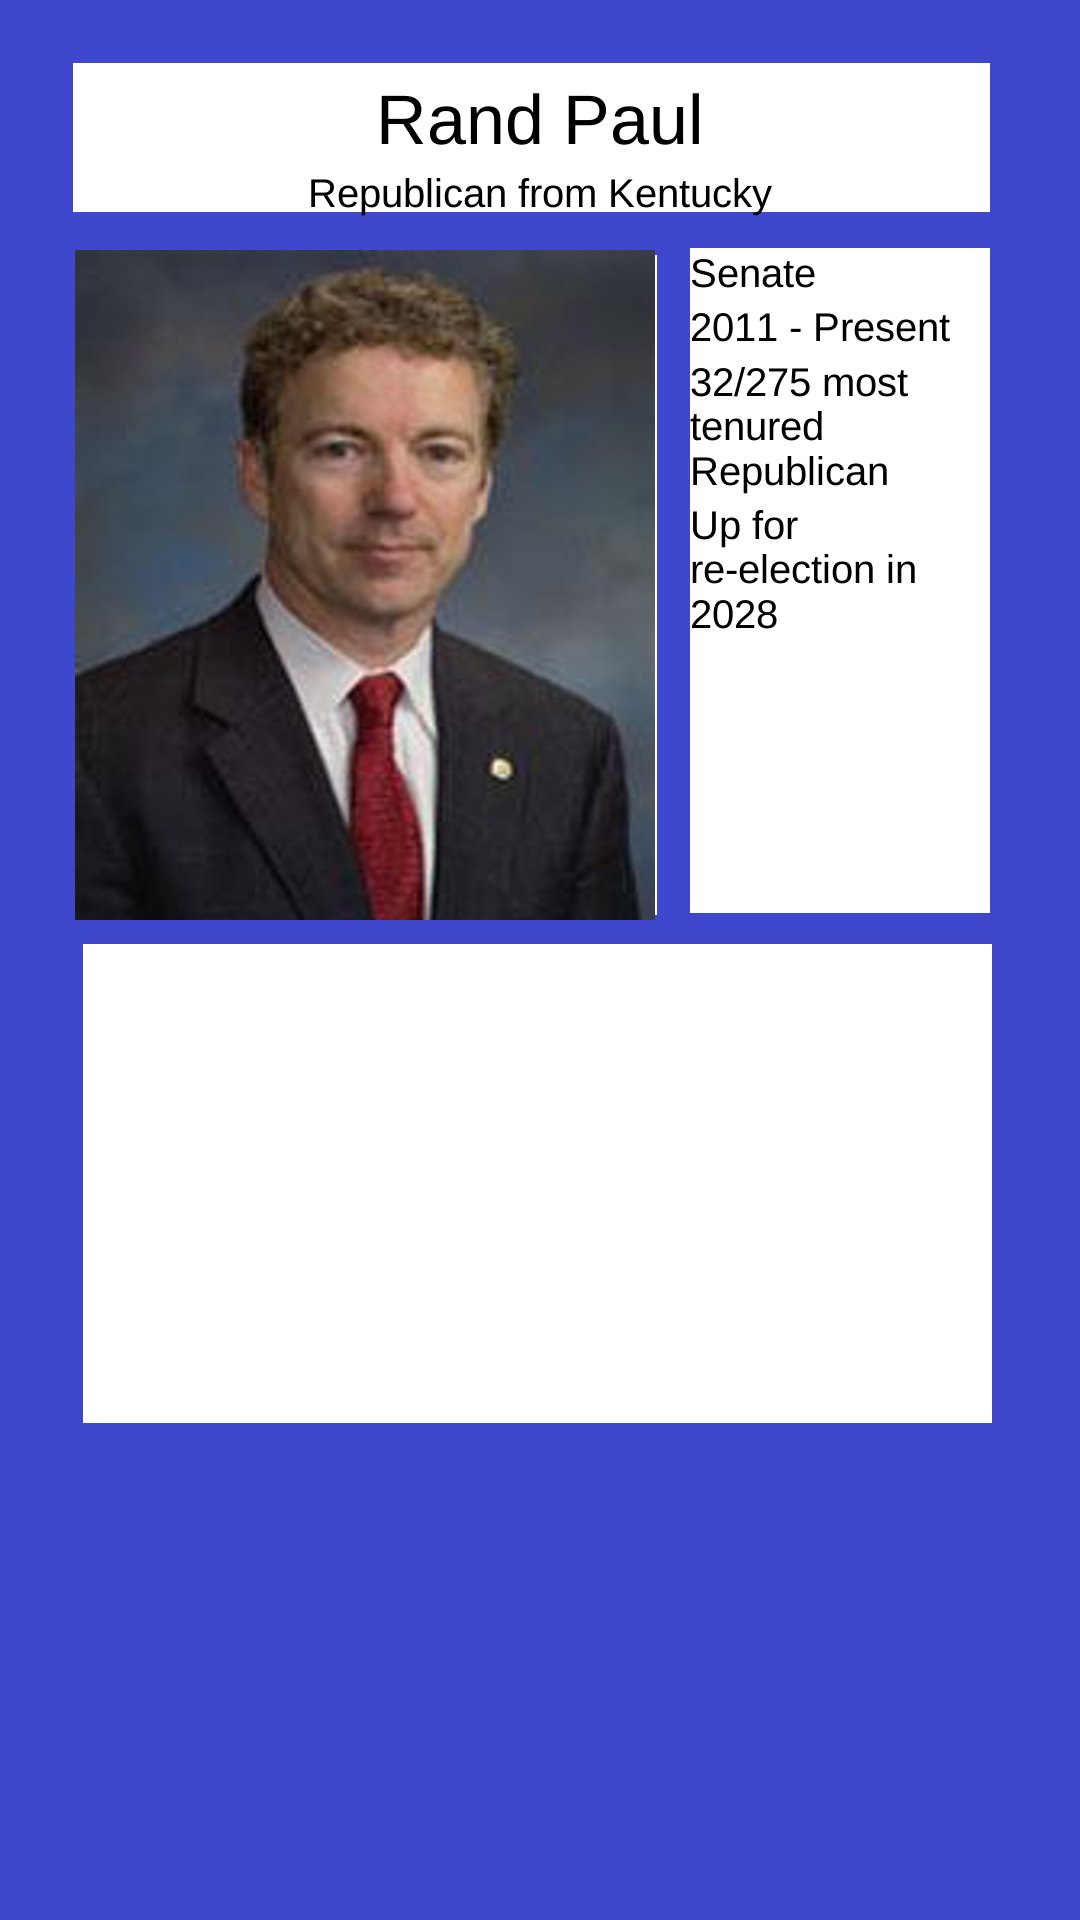 Rand Paul
Republican from Kentucky
Senate
2011 - Present
32/275 most
tenured
Republican
Up for
re-election in
2028